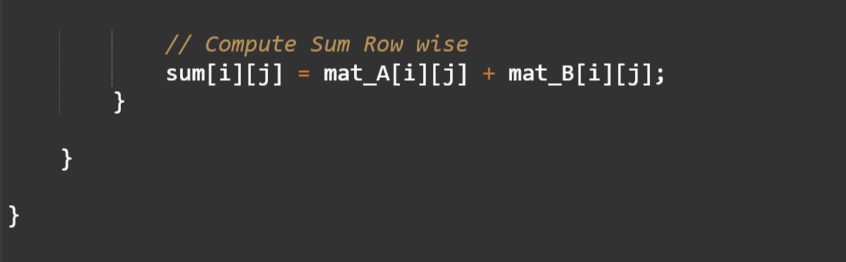 // Compute Sum Row wise
sum[i][j] = mat_A[i][j] + mat_B[i][j];
}
}
}